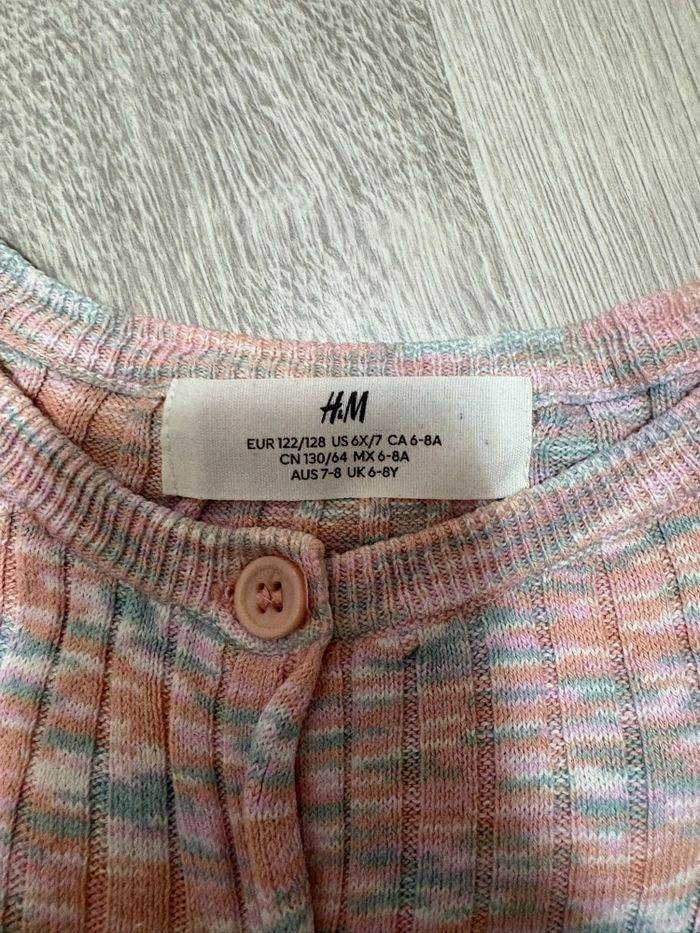 H&M
EUR 122/128 US 6X/7 CA 6-8A
CN 130/64 MX 6-8A
AUS 7-8 UK 6-8Y